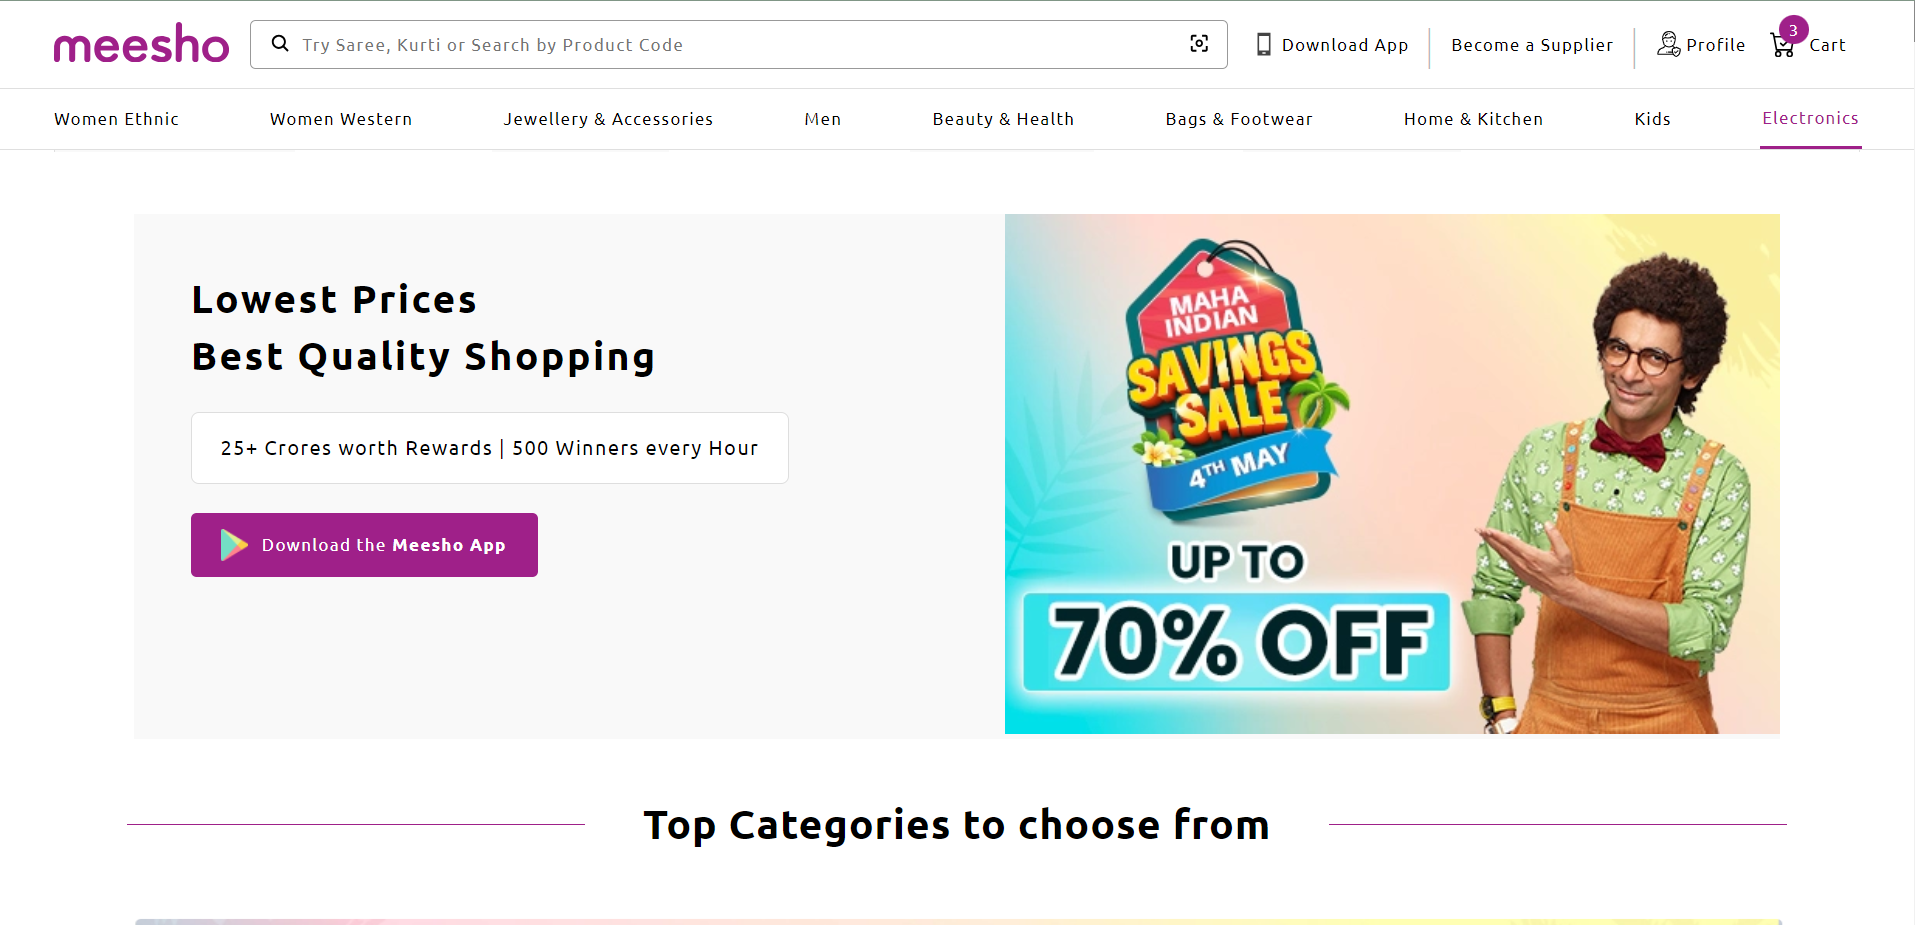 meesho
Try Saree, Kurti or Search by Product Code
Download App
Become a Supplier
Profile
3
Cart
Women Ethnic
Women Western
Jewellery & Accessories
Men
Beauty & Health
Bags & Footwear
Home & Kitchen
Kids
Electronics
Lowest Prices
Best Quality Shopping
25+ Crores worth Rewards | 500 Winners every Hour
Download the Meesho App
MAHA
INDIAN
SAVINGS
SALE
4TH MAY
UP TO
70% OFF
Top Categories to choose from